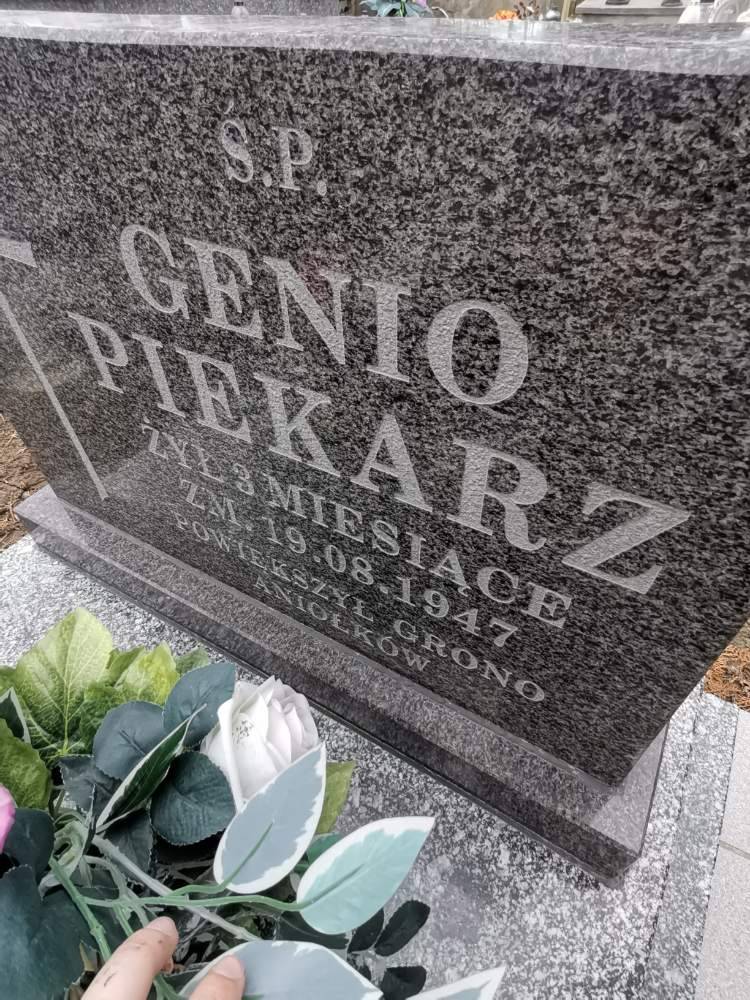 Ś.P.
GENIO
PIEKARZ
ŻYŁ 3 MIESIĄCE
ZM. 19.08.1947
POWIĘKSZYŁ GRONO
ANIOŁKÓW